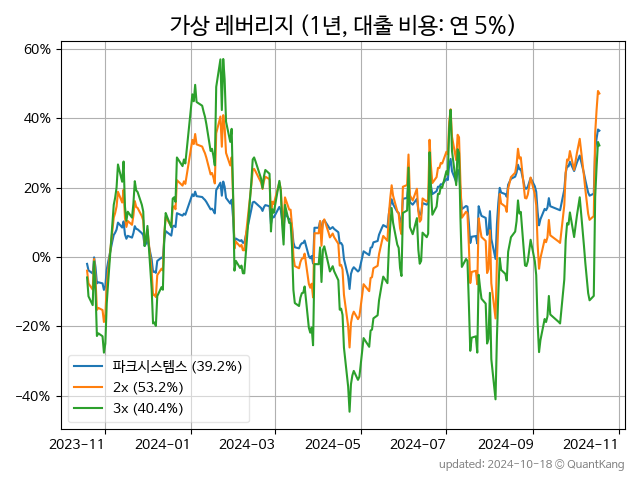 가상 레버리지 (1년, 대출 비용: 연 5%)
60%
40%
20%
0%
−20%
−40%
파크시스템스 (39.2%)
2x (53.2%)
3x (40.4%)
2023-11 2024-01 2024-03 2024-05 2024-07 2024-09 2024-11
updated: 2024-10-18 © QuantKang